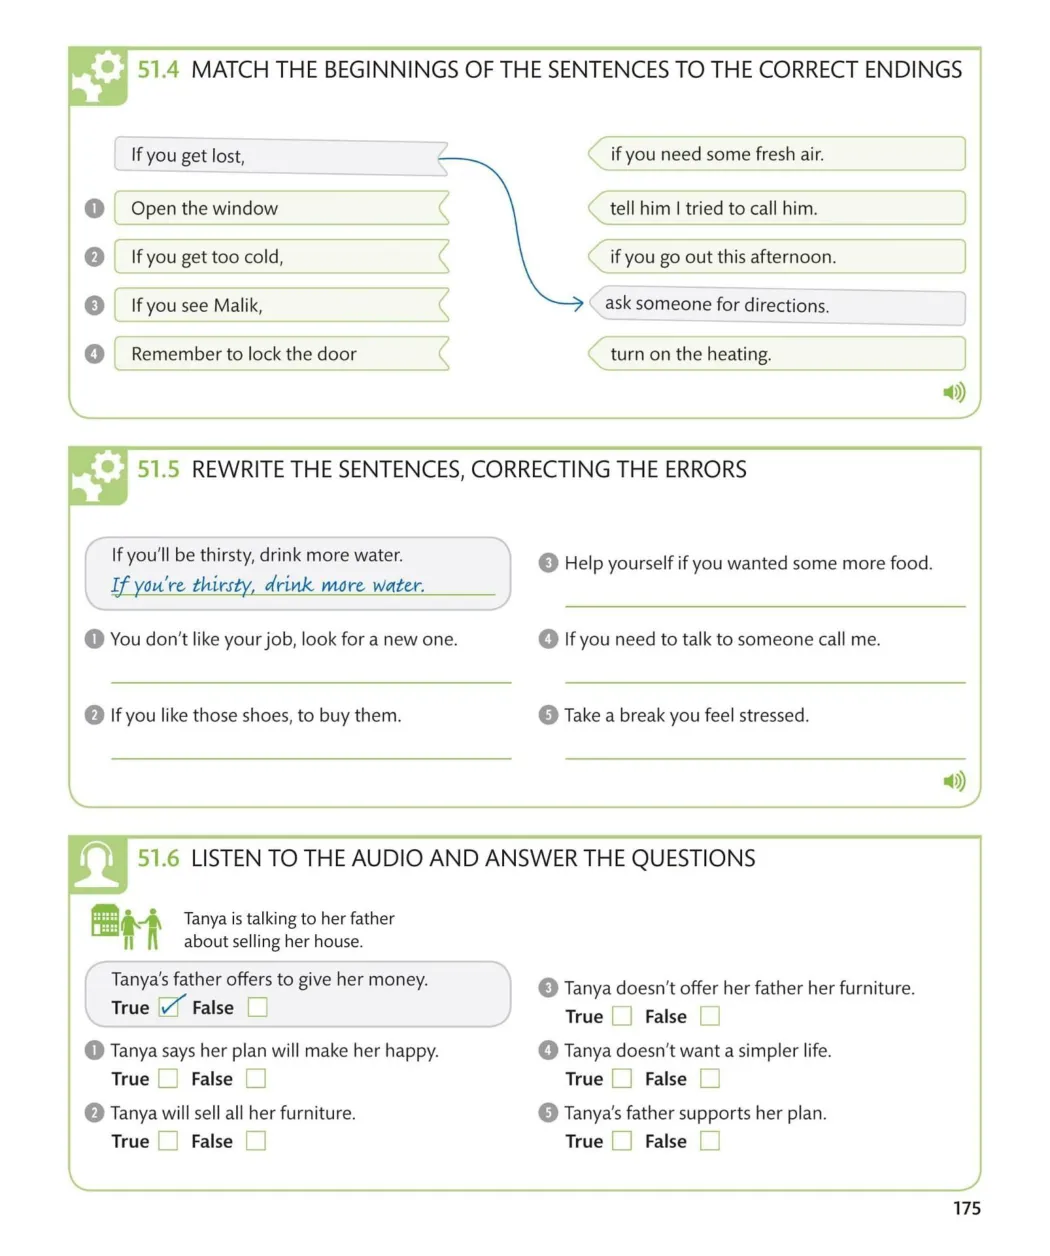 51.4 MATCH THE BEGINNINGS OF THE SENTENCES TO THE CORRECT ENDINGS
If you get lost,
1 Open the window
2 If you get too cold,
3 If you see Malik,
4 Remember to lock the door
if you need some fresh air.
tell him I tried to call him.
if you go out this afternoon.
ask someone for directions.
turn on the heating.
51.5 REWRITE THE SENTENCES, CORRECTING THE ERRORS
If you'll be thirsty, drink more water.
If you're thirsty, drink more water.
1 You don't like your job, look for a new one.
2 If you like those shoes, to buy them.
3 Help yourself if you wanted some more food.
4 If you need to talk to someone call me.
5 Take a break you feel stressed.
51.6 LISTEN TO THE AUDIO AND ANSWER THE QUESTIONS
Tanya is talking to her father
about selling her house.
Tanya's father offers to give her money.
True False
1 Tanya says her plan will make her happy.
True False
2 Tanya will sell all her furniture.
True False
3 Tanya doesn't offer her father her furniture.
True False
4 Tanya doesn't want a simpler life.
True False
5 Tanya's father supports her plan.
True False
175